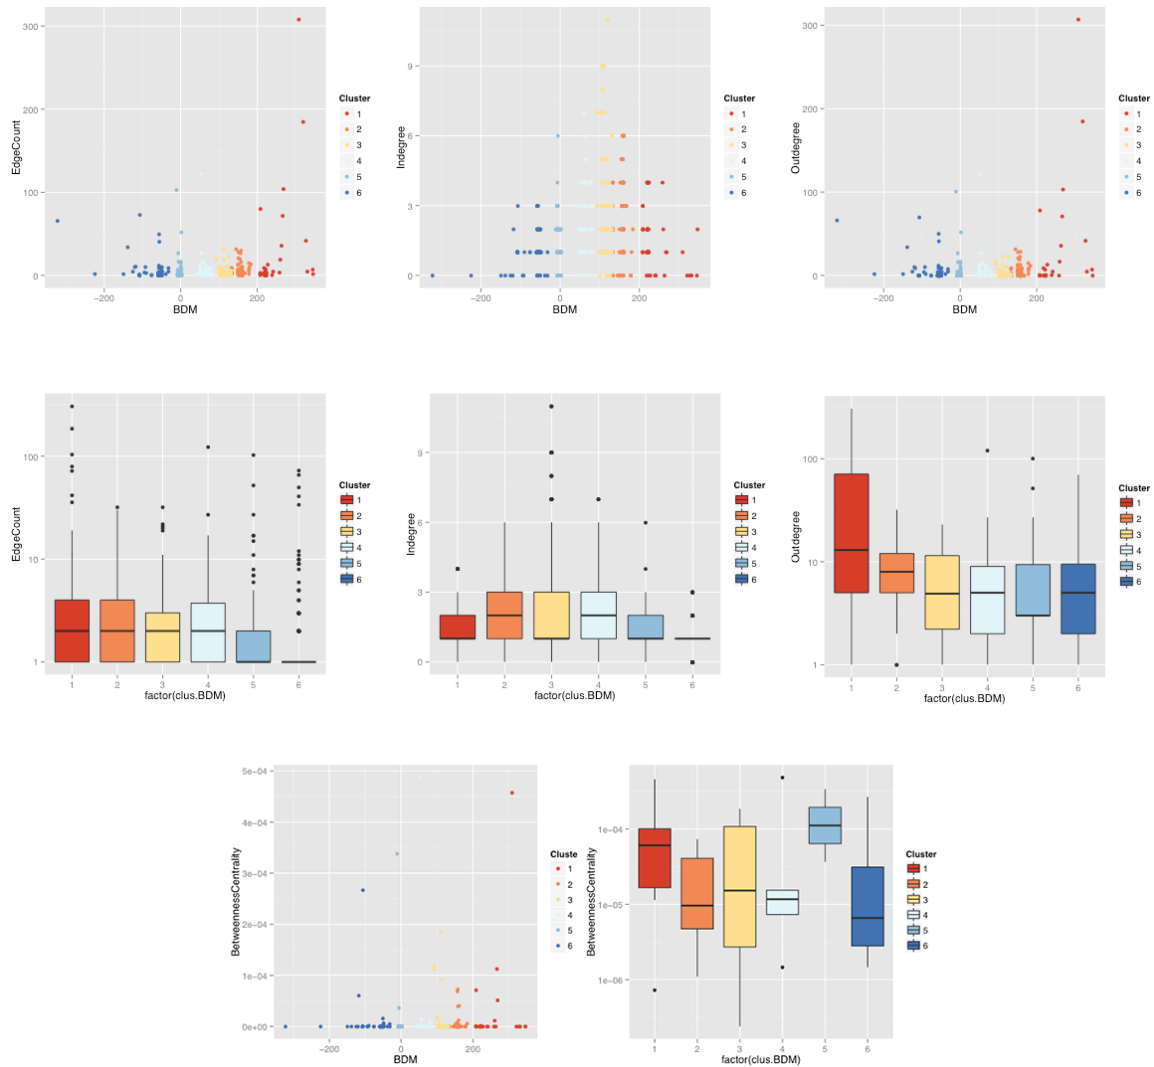 300
200
100
0
EdgeCount
−200
0
200
BDM
Cluster
1
2
3
4
5
6
9
6
3
0
Indegree
−200
0
200
BDM
Cluster
1
2
3
4
5
6
300
200
100
0
Outdegree
−200
0
200
BDM
Cluster
1
2
3
4
5
6
100
10
1
EdgeCount
1 2 3 4 5 6
factor(clus.BDM)
Cluster
1
2
3
4
5
6
9
6
3
0
Indegree
1 2 3 4 5 6
factor(clus.BDM)
Cluster
1
2
3
4
5
6
100
10
1
Outdegree
1 2 3 4 5 6
factor(clus.BDM)
Cluster
1
2
3
4
5
6
5e−04
4e−04
3e−04
2e−04
1e−04
0e+00
BetweennessCentrality
−200
0
200
BDM
Cluste
1
2
3
4
5
6
1e−04
1e−05
1e−06
BetweennessCentrality
1 2 3 4 5 6
factor(clus.BDM)
Cluster
1
2
3
4
5
6